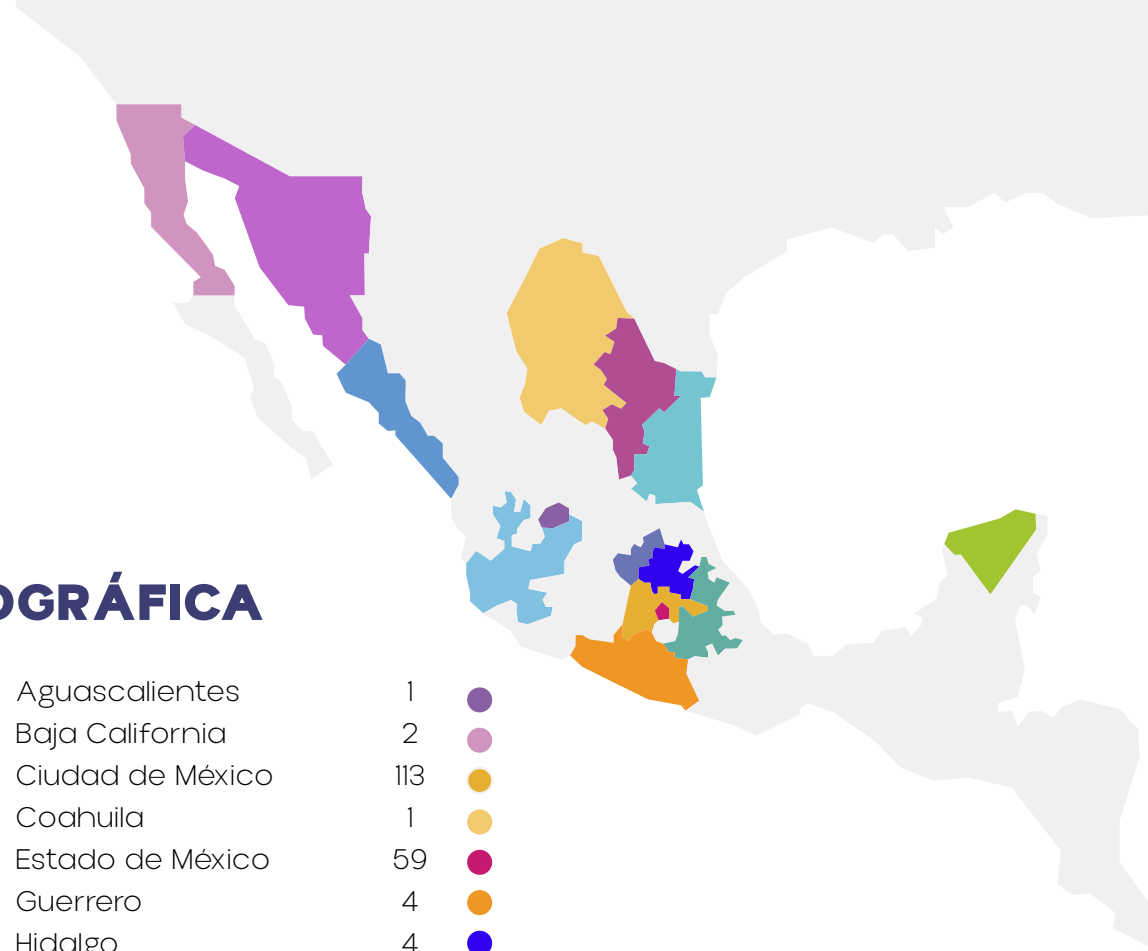 OGRÁFICA
Aguascalientes 1
Baja California 2
Ciudad de México 113
Coahuila 1
Estado de México 59
Guerrero 4
Hidalgo 4